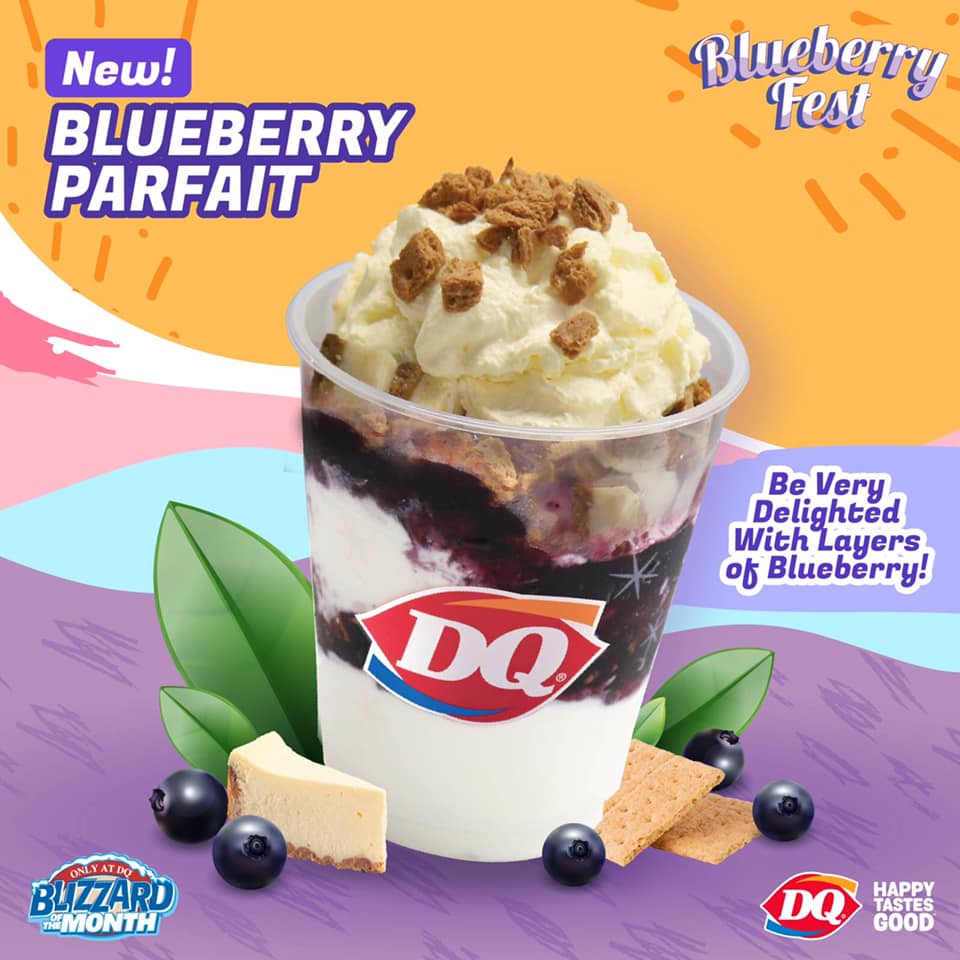 New!
BLUEBERRY
PARFAIT
Blueberry
Fest
Be Very
Delighted
With Layers
of Blueberry!
DQ®
ONLY AT DQ
BLIZZARD
OF THE MONTH
DQ®
HAPPY
TASTES
GOOD